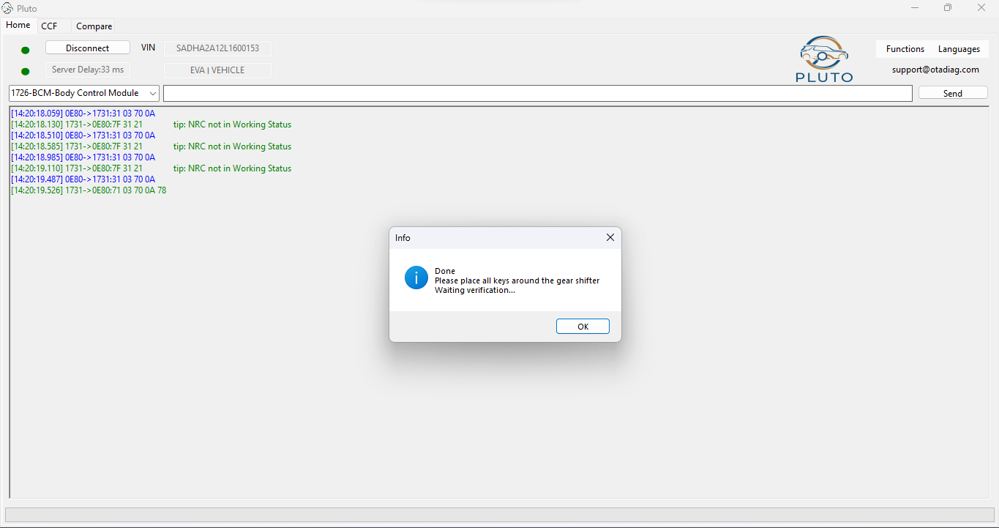 Pluto
Home CCF Compare
Disconnect VIN SADHA2A12L1600153
Functions Languages
Server Delay:33 ms EVA | VEHICLE
support@otadiag.com
PLUTO
1726-BCM-Body Control Module
Send
[14:20:18.059] 0E80->1731:31 03 70 0A
[14:20:18.130] 1731->0E80:7F 31 21 tip: NRC not in Working Status
[14:20:18.510] 0E80->1731:31 03 70 0A
[14:20:18.585] 1731->0E80:7F 31 21 tip: NRC not in Working Status
[14:20:18.985] 0E80->1731:31 03 70 0A
[14:20:19.110] 1731->0E80:7F 31 21 tip: NRC not in Working Status
[14:20:19.487] 0E80->1731:31 03 70 0A
[14:20:19.526] 1731->0E80:71 03 70 0A 78
Info
Done
Please place all keys around the gear shifter
Waiting verification...
OK